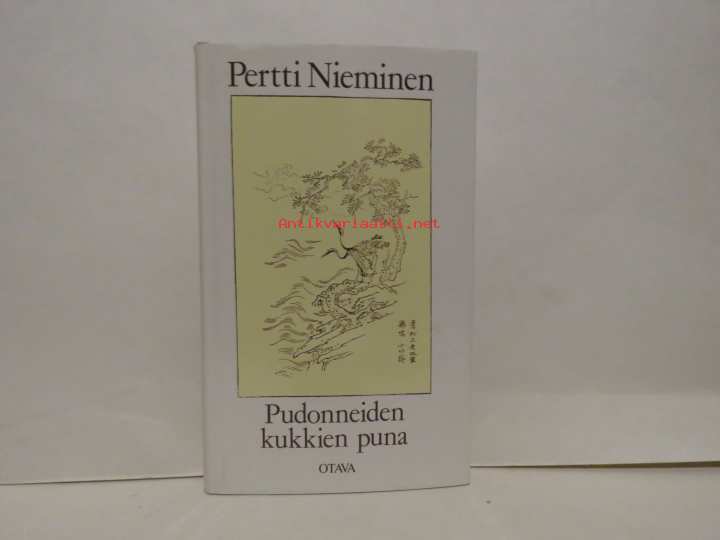 Pertti Nieminen
Antikvariaatti.net
Pudonneiden
kukkien puna
OTAVA